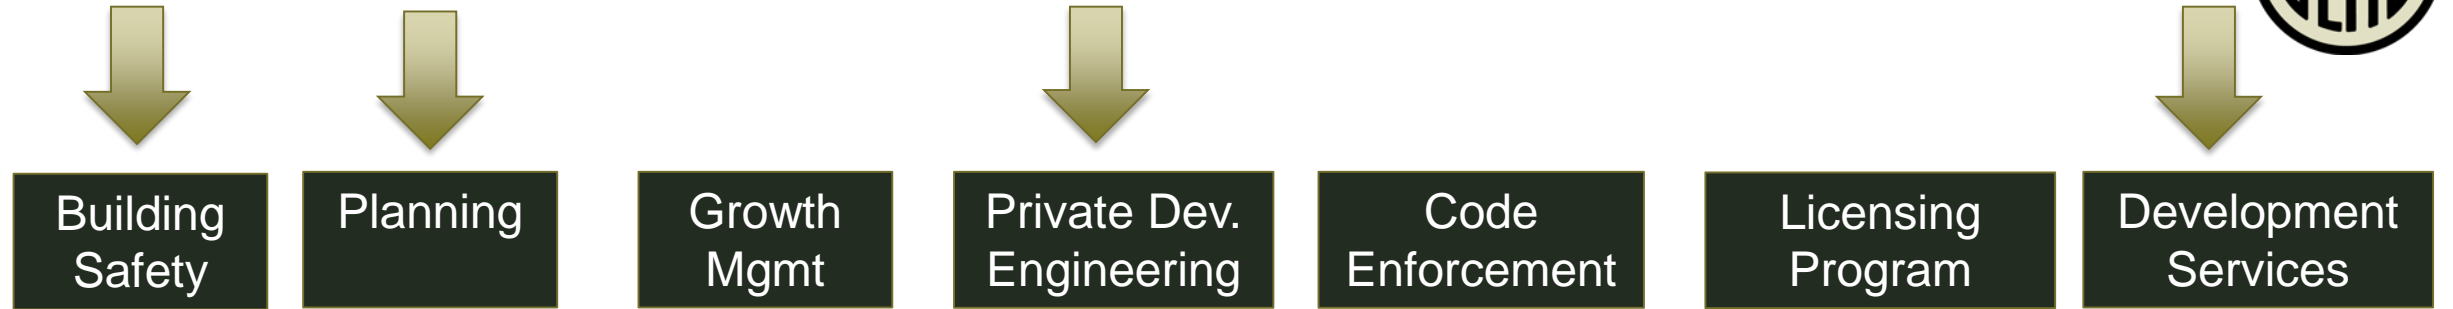 Building
Safety
Planning
Growth
Mgmt
Private Dev.
Engineering
Code
Enforcement
Licensing
Program
Development
Services